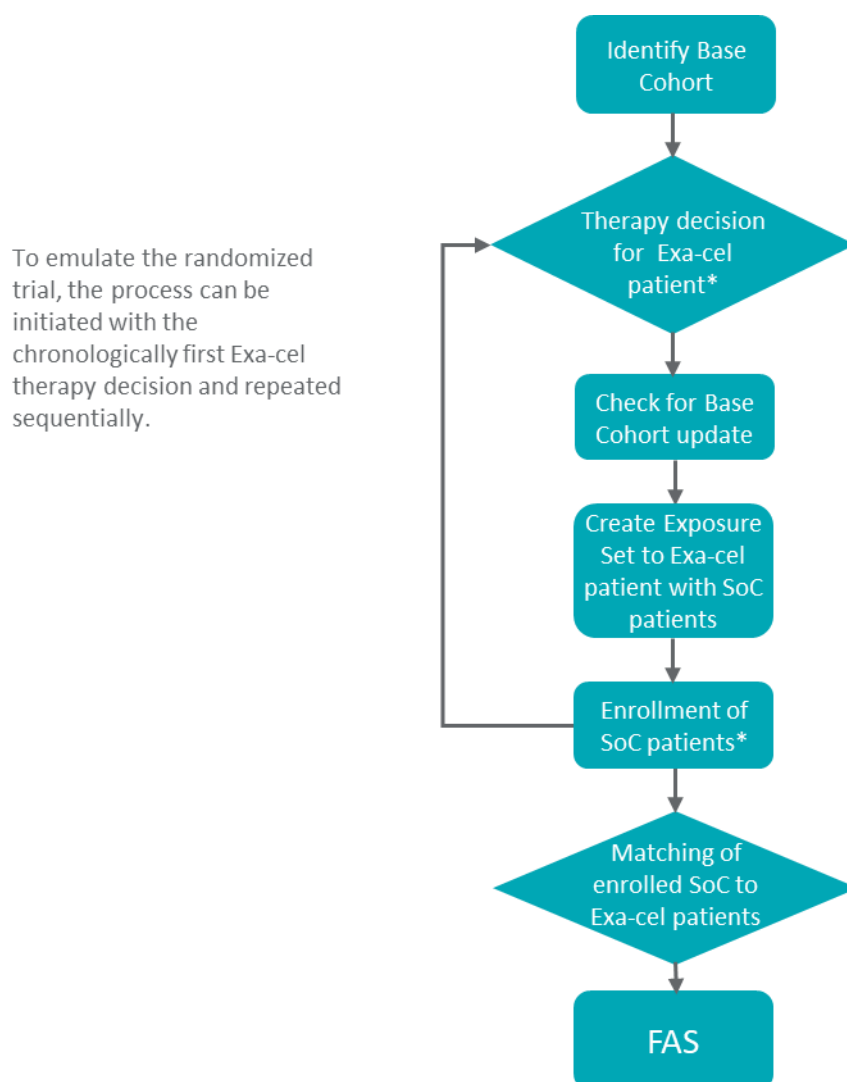 Identify Base
Cohort
Therapy decision
for Exa-cel
patient*
To emulate the randomized
trial, the process can be
initiated with the
chronologically first Exa-cel
therapy decision and repeated
sequentially.
Check for Base
Cohort update
Create Exposure
Set to Exa-cel
patient with SoC
patients
Enrollment of
SoC patients*
Matching of
enrolled SoC to
Exa-cel patients
FAS